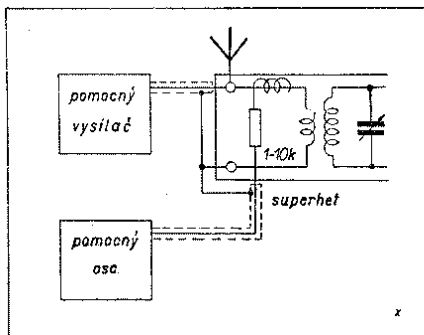 pomocný
vysílač
1-10k
superhet
pomocný
osc.
x